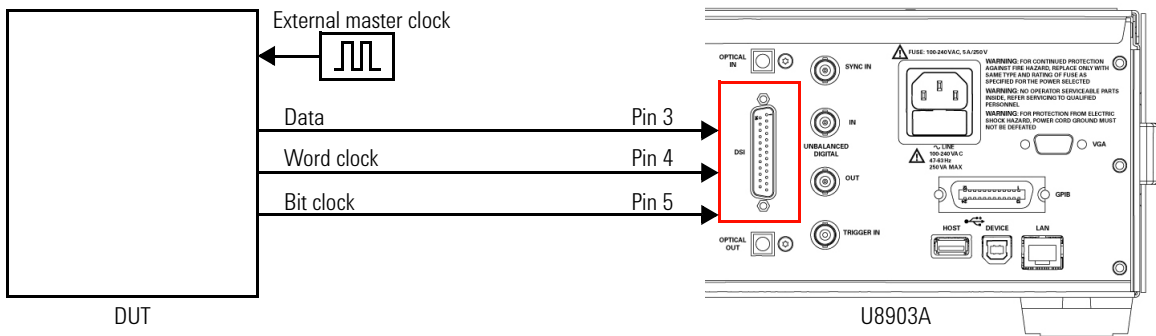 External master clock
Data
Pin 3
Word clock
Pin 4
Bit clock
Pin 5
DUT
OPTICAL
IN
SYNC IN
DSI
IN
UNBALANCED
DIGITAL
OUT
OPTICAL
OUT
TRIGGER IN
FUSE: 100-240VAC, 5A/250V
WARNING: FOR CONTINUED PROTECTION
AGAINST FIRE HAZARD, REPLACE ONLY WITH
SAME TYPE AND RATING OF FUSE AS
SPECIFIED FOR THE POWER SELECTED
WARNING: NO OPERATOR SERVICEABLE PARTS
INSIDE, REFER SERVICING TO QUALIFIED
PERSONNEL
WARNING: FOR PROTECTION FROM ELECTRIC
SHOCK HAZARD, POWER CORD GROUND MUST
NOT BE DEFEATED
LINE
100-240 VAC
47-63 Hz
250 VA MAX
VGA
GPIB
HOST
DEVICE
LAN
U8903A